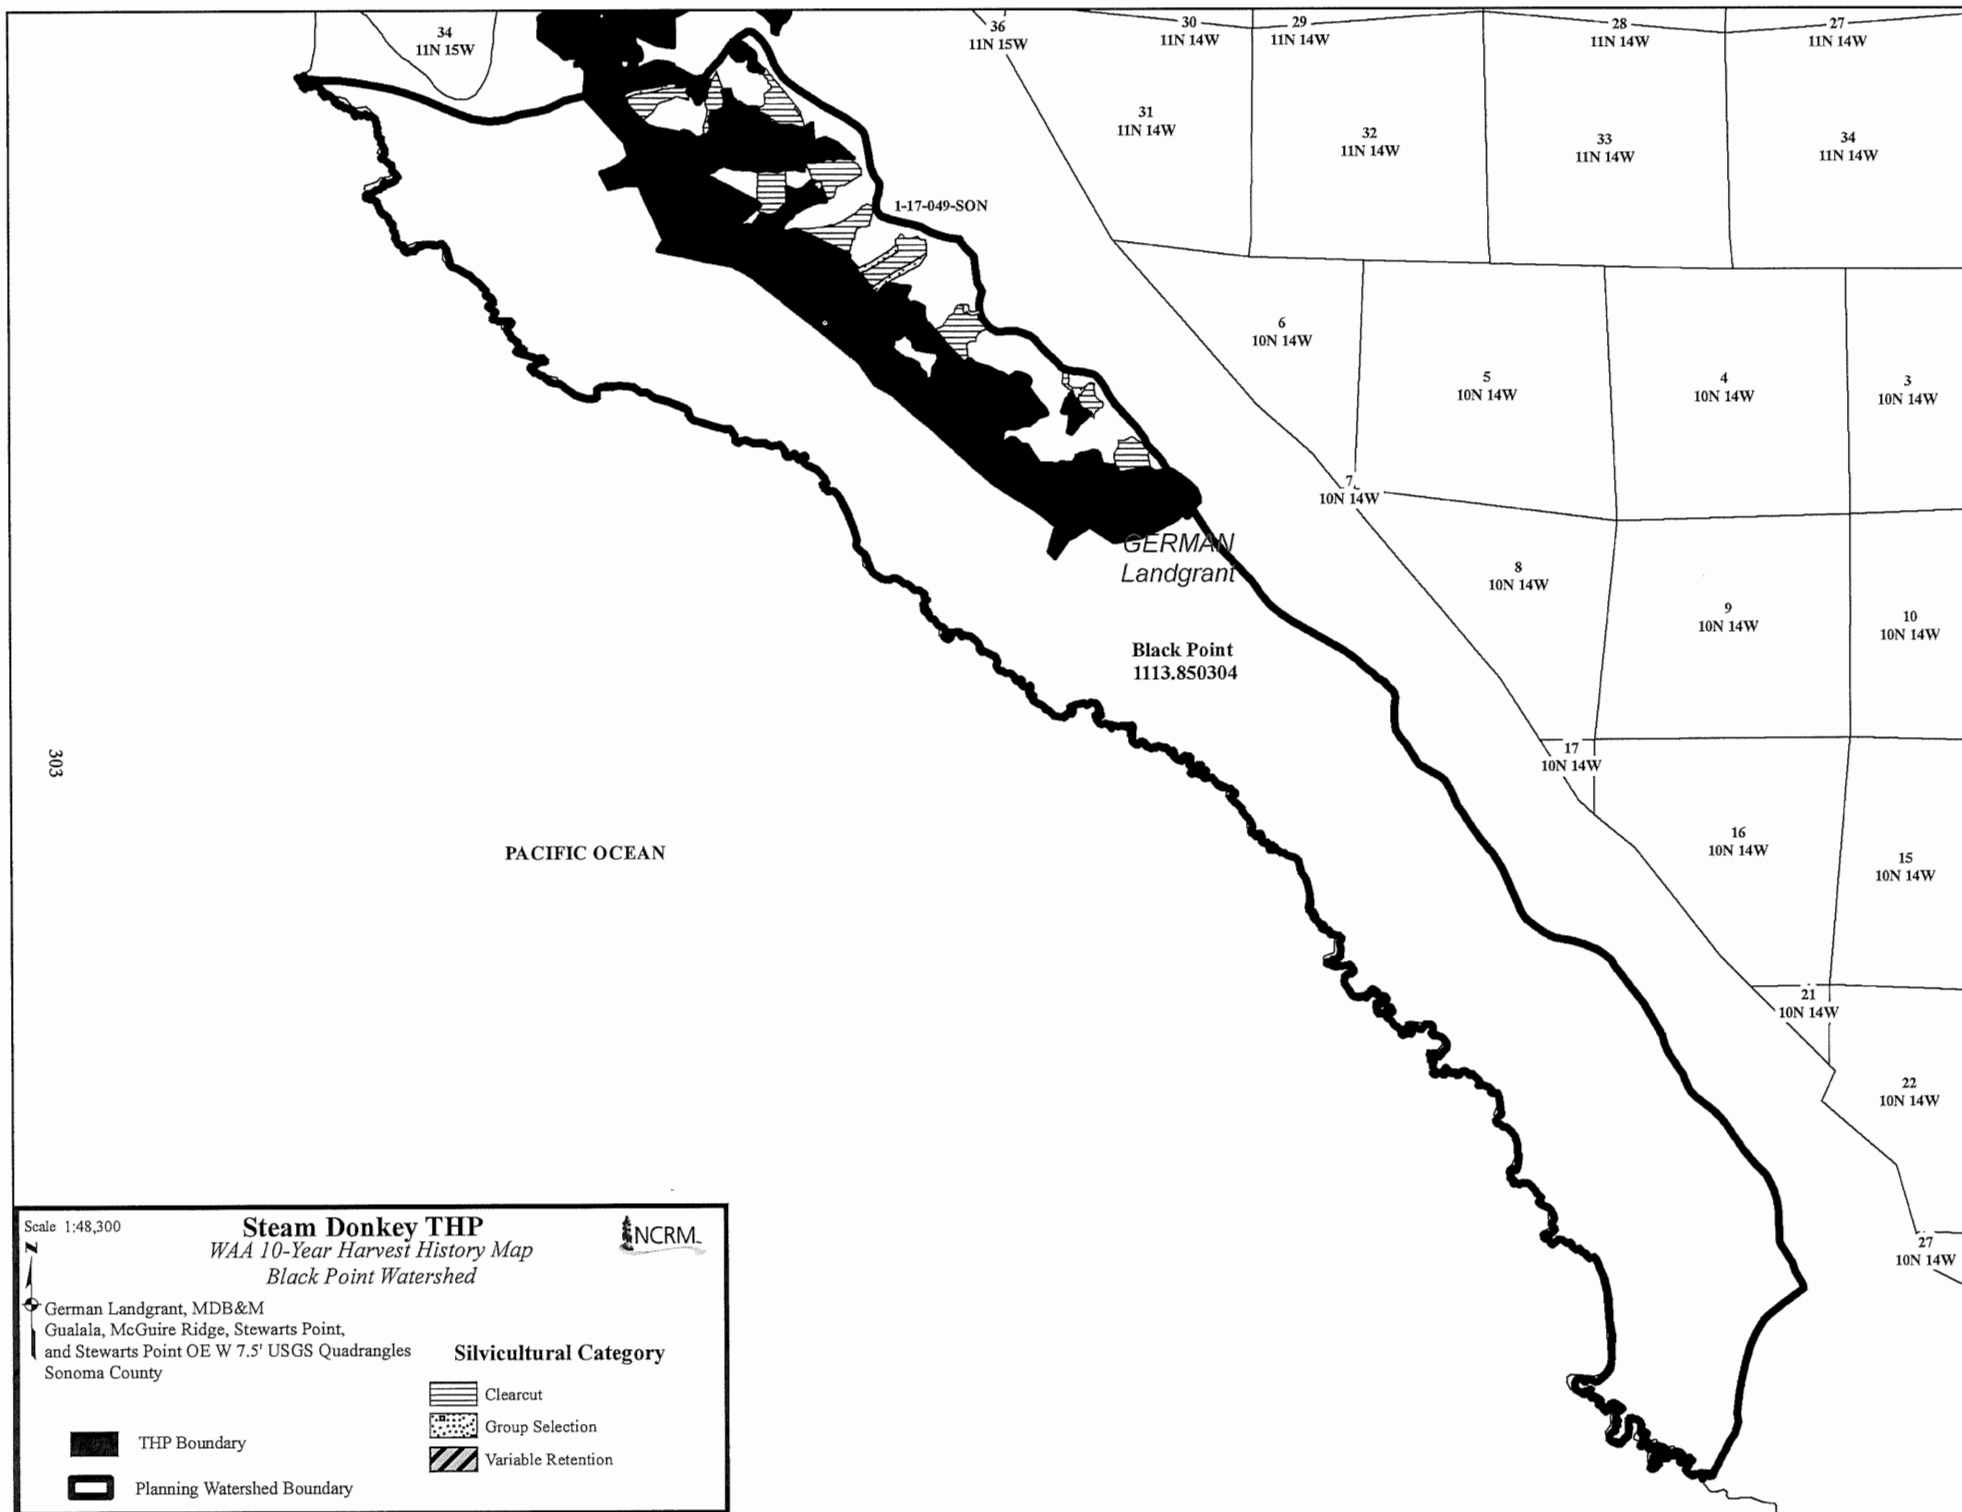 34
11N 15W
36
11N 15W
30
11N 14W
29
11N 14W
28
11N 14W
27
11N 14W
31
11N 14W
32
11N 14W
33
11N 14W
34
11N 14W
1-17-049-SON
6
10N 14W
5
10N 14W
4
10N 14W
3
10N 14W
7
10N 14W
GERMAN
Landgrant
8
10N 14W
9
10N 14W
10
10N 14W
Black Point
1113.850304
17
10N 14W
303
PACIFIC OCEAN
16
10N 14W
15
10N 14W
21
10N 14W
22
10N 14W
27
10N 14W
Scale 1:48,300
Steam Donkey THP
WAA 10-Year Harvest History Map
Black Point Watershed
NCRM
N
German Landgrant, MDB&M
Gualala, McGuire Ridge, Stewarts Point,
and Stewarts Point OE W 7.5' USGS Quadrangles
Sonoma County
Silvicultural Category
Clearcut
Group Selection
Variable Retention
THP Boundary
Planning Watershed Boundary